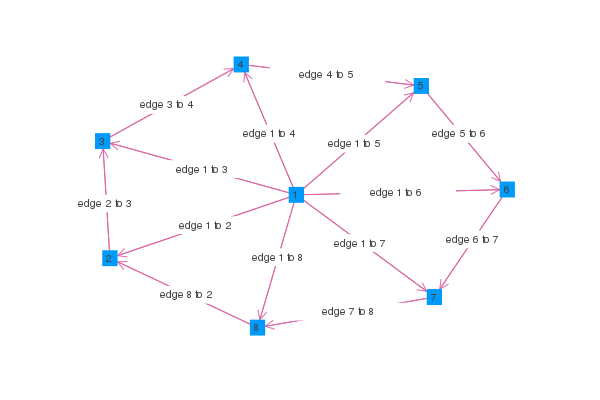 4
edge 4 to 5
5
edge 3 to 4
edge 1 to 4
edge 5 to 6
3
edge 1 to 5
edge 1 to 3
6
edge 1 to 6
1
edge 2 to 3
edge 1 to 2
edge 6 to 7
edge 1 to 7
2
edge 1 to 8
edge 8 to 2
7
edge 7 to 8
8